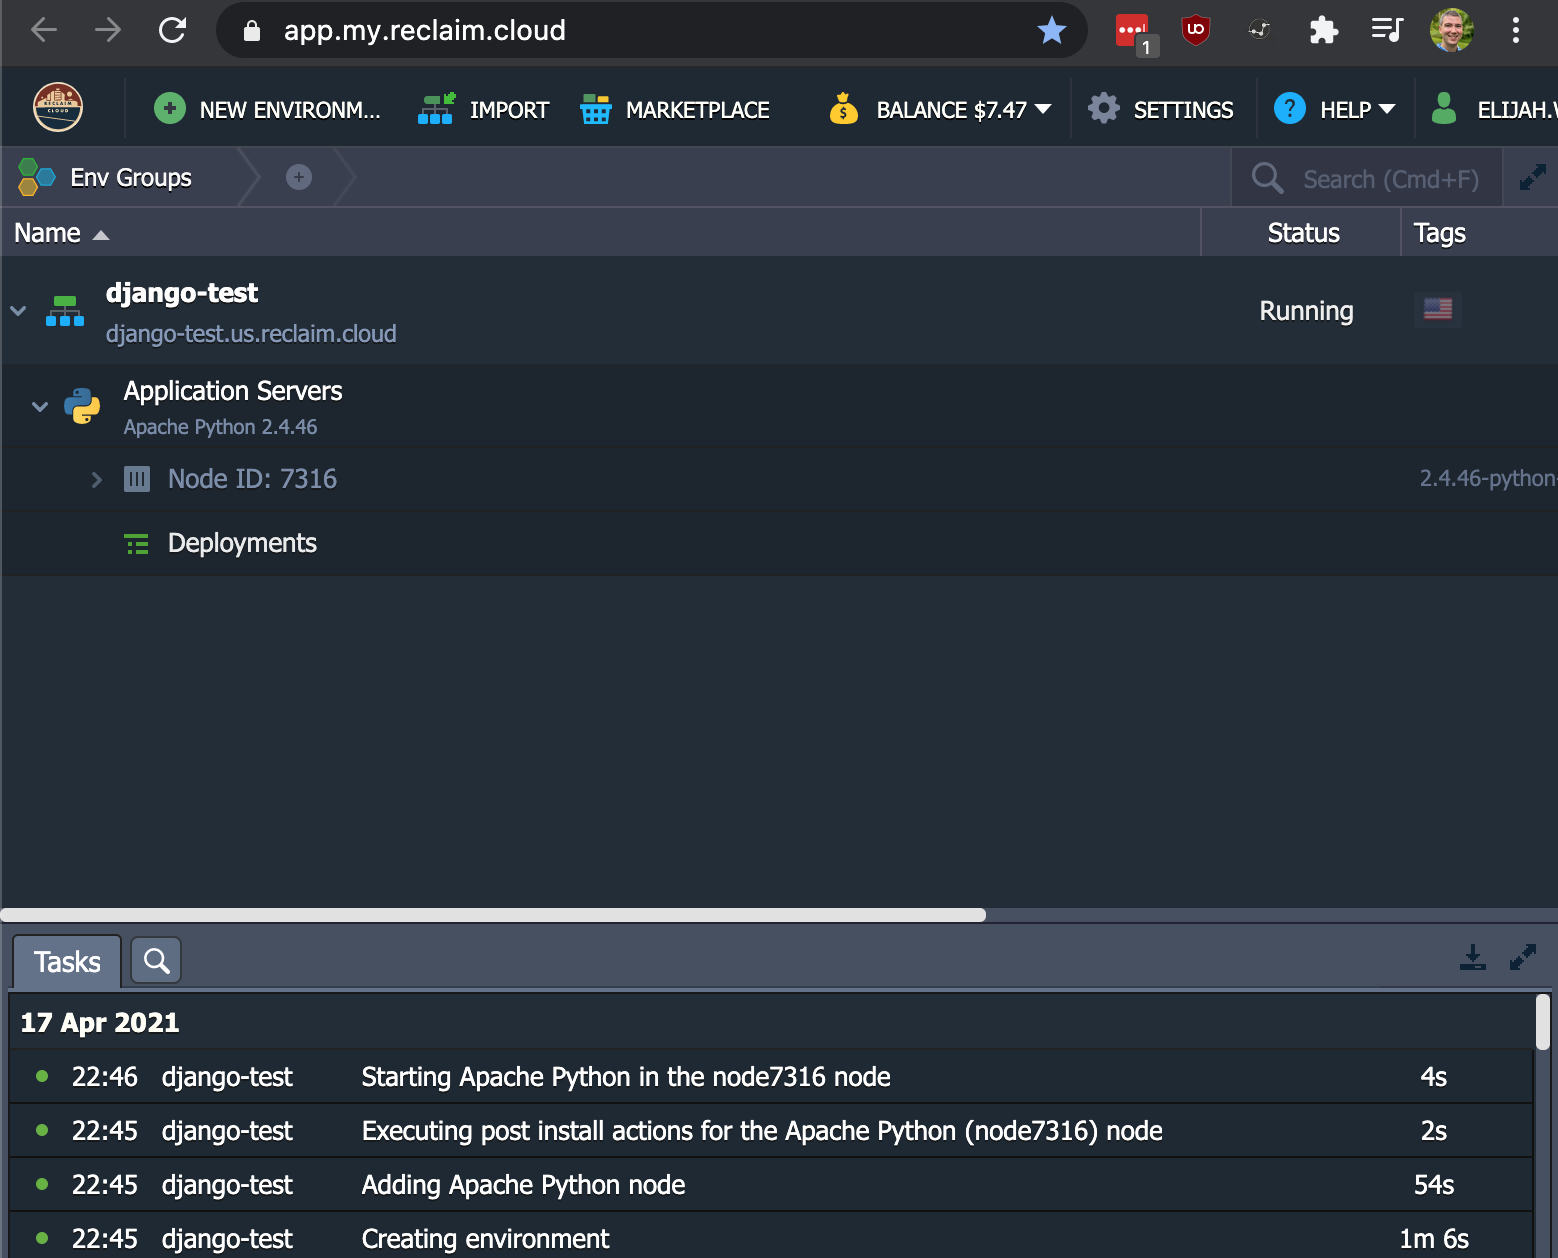 app.my.reclaim.cloud
1
RECLAIM
CLOUD
NEW ENVIRONM...
IMPORT
MARKETPLACE
BALANCE $7.47
SETTINGS
HELP
ELIJAH.
Env Groups
Search (Cmd+F)
Name
Status
Tags
django-test
django-test.us.reclaim.cloud
Running
Application Servers
Apache Python 2.4.46
Node ID: 7316
2.4.46-python-
Deployments
Tasks
17 Apr 2021
22:46 django-test Starting Apache Python in the node7316 node 4s
22:45 django-test Executing post install actions for the Apache Python (node7316) node 2s
22:45 django-test Adding Apache Python node 54s
22:45 django-test Creating environment 1m 6s